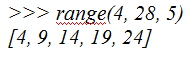 >>> range(4, 28, 5)
[4, 9, 14, 19, 24]